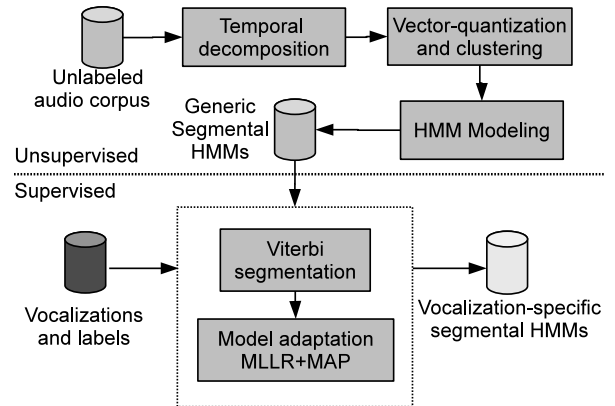 Temporal
decomposition
Vector-quantization
and clustering
Unlabeled
audio corpus
Generic
Segmental
HMMs
HMM Modeling
Unsupervised
Supervised
Viterbi
segmentation
Vocalizations
and labels
Model adaptation
MLLR+MAP
Vocalization-specific
segmental HMMs